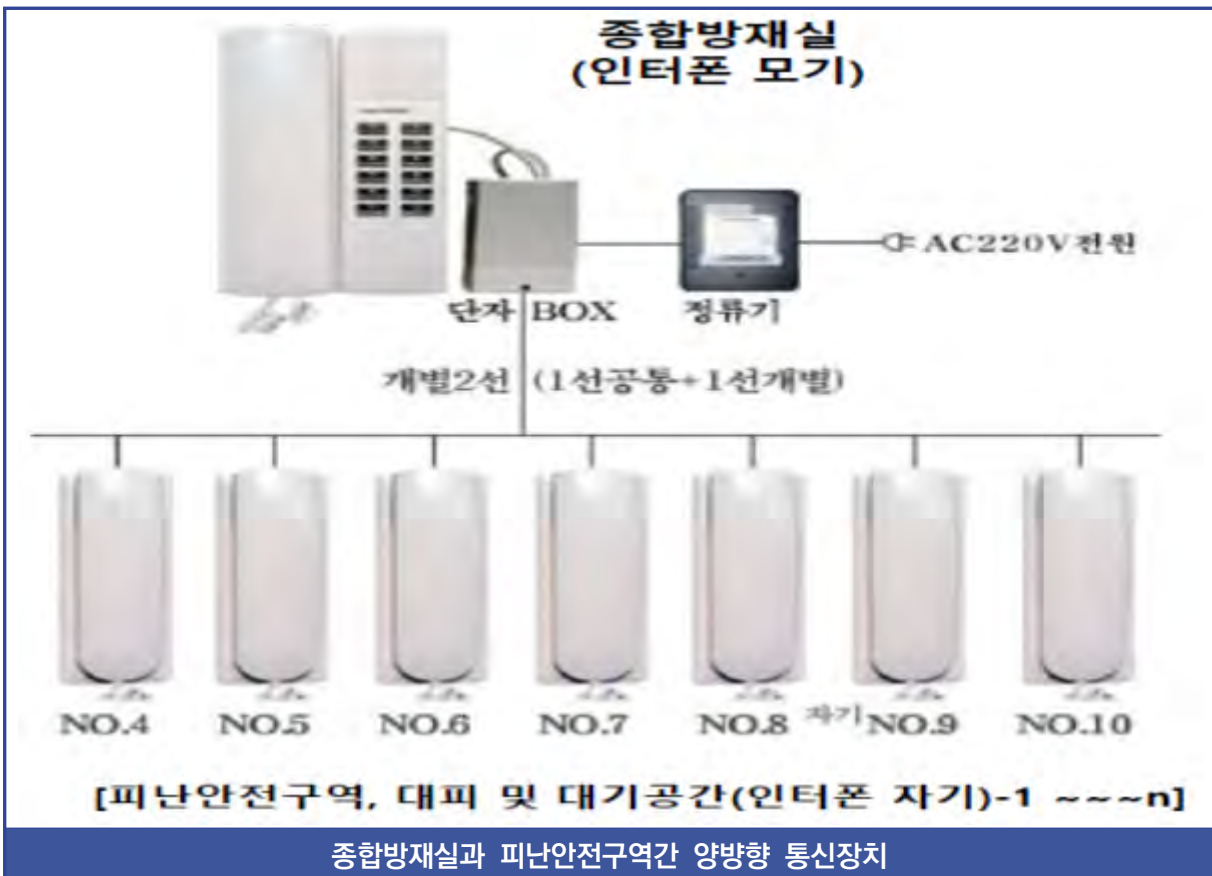 종합방재실
(인터폰 모기)
AC220V전원
단자 BOX
정류기
개별2선 (1선공통+1선개별)
NO.4 NO.5 NO.6 NO.7 NO.8 자기 NO.9 NO.10
[피난안전구역, 대피 및 대기공간(인터폰 자기)-1 ~~~n]
종합방재실과 피난안전구역간 양뱡향 통신장치